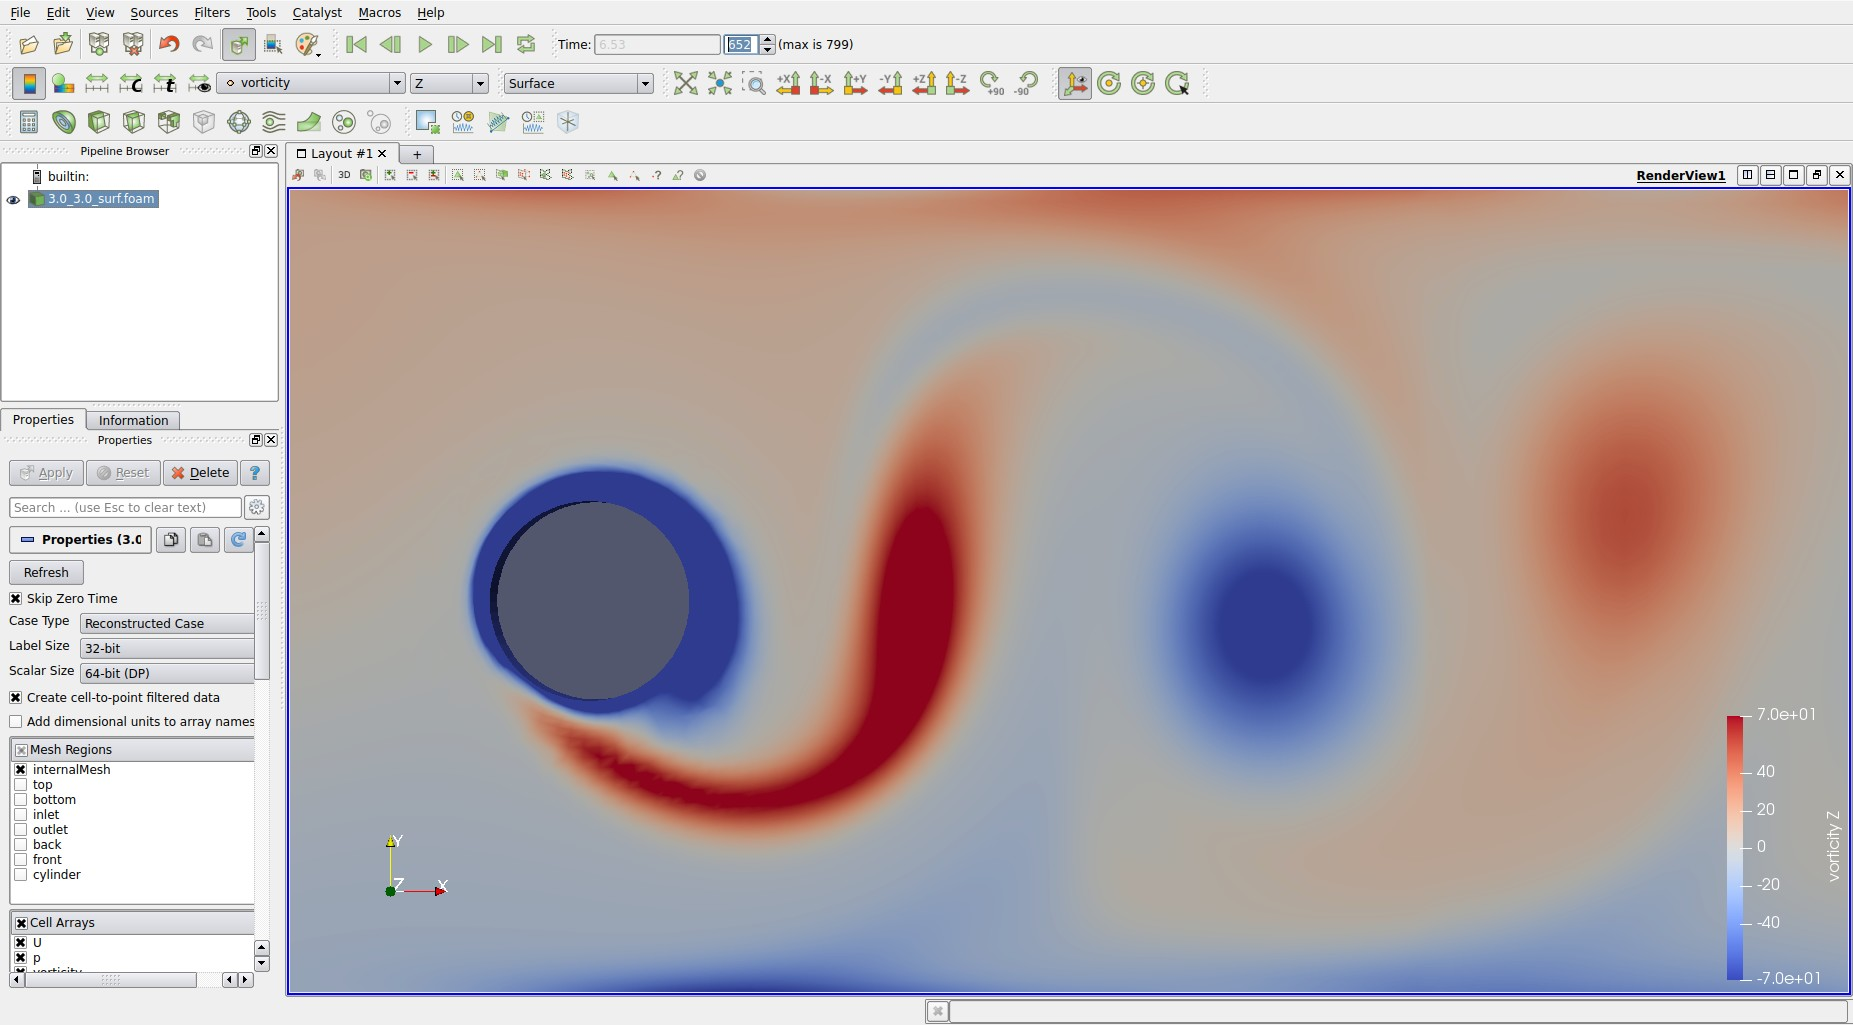 File Edit View Sources Filters Tools Catalyst Macros Help
Time: 6.53 652 (max is 799)
vorticity Z Surface +X -X +Y -Y +Z -Z +90 -90
Pipeline Browser
Layout #1 +
builtin:
3D
RenderView1
3.0_3.0_surf.foam
Properties Information
Properties
Apply Reset Delete ?
Search ... (use Esc to clear text)
Properties (3.0
Refresh
Skip Zero Time
Case Type Reconstructed Case
Label Size 32-bit
Scalar Size 64-bit (DP)
Create cell-to-point filtered data
Add dimensional units to array names
Mesh Regions
internalMesh
top
bottom
inlet
outlet
back
front
cylinder
Cell Arrays
U
p
vorticity
Y
Z X
7.0e+01
40
20
0
-20
-40
-7.0e+01
vorticity Z